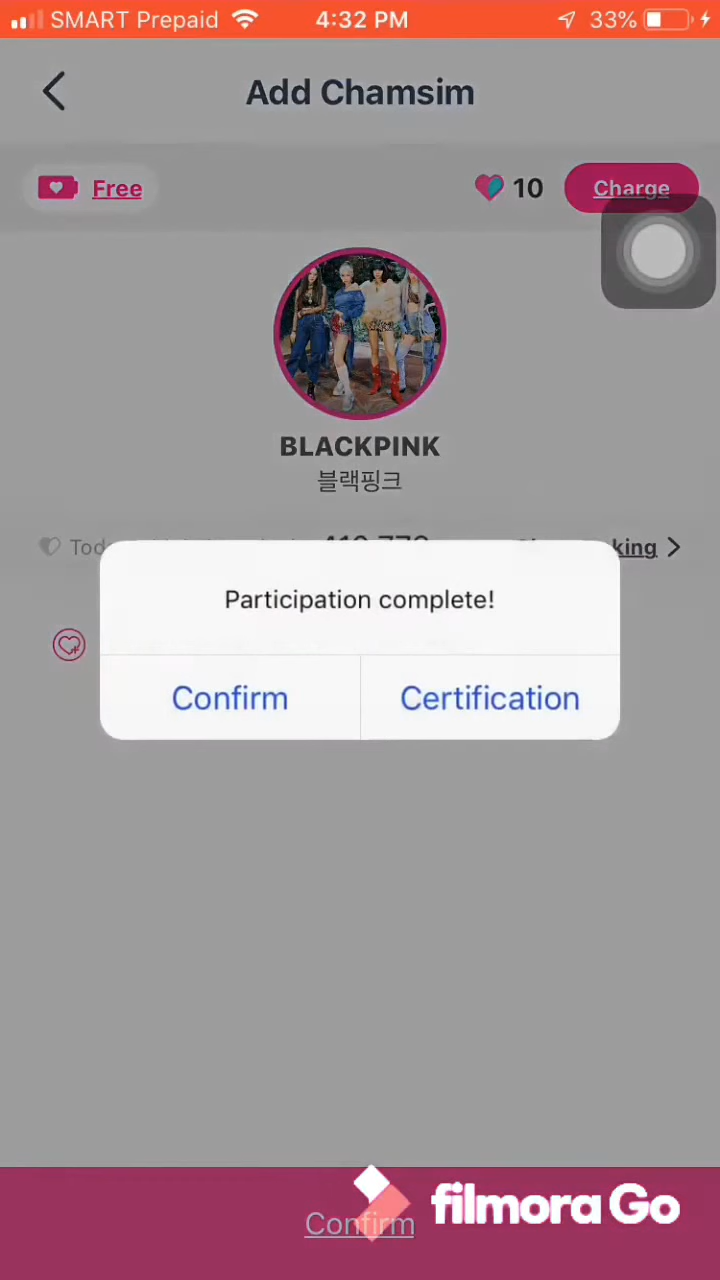 SMART Prepaid 4:32 PM 33%
Add Chamsim
Free 10 Charge
BLACKPINK
블랙핑크
king
Participation complete!
Confirm Certification
Confirm
filmora Go